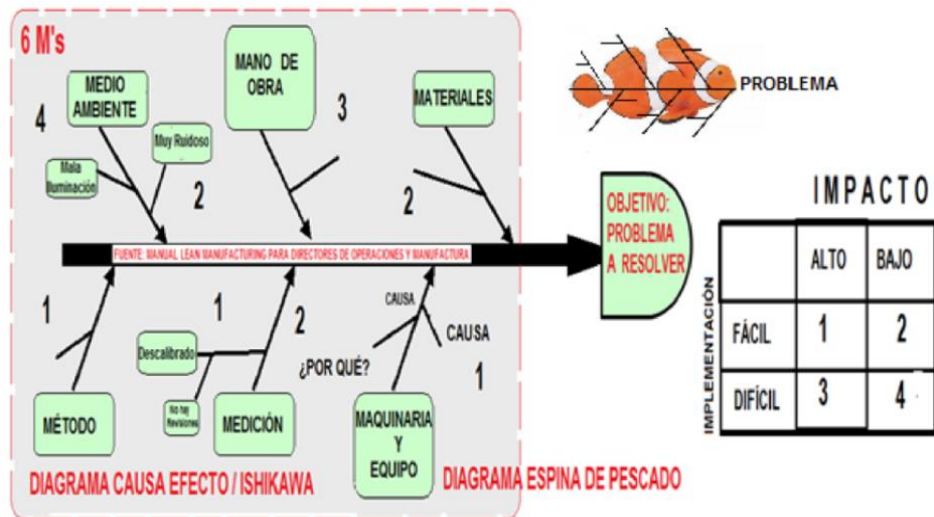 6 M's
MEDIO
AMBIENTE
MANO DE
OBRA
MATERIALES
PROBLEMA
4
3
Muy Ruidoso
Mala
Iluminación
2
2
OBJETIVO:
PROBLEMA
A RESOLVER
FUENTE: MANUAL LEAN MANUFACTURING PARA DIRECTORES DE OPERACIONES Y MANUFACTURA
IMPACTO
IMPLEMENTACIÓN
ALTO
BAJO
FÁCIL
1
2
DIFÍCIL
3
4
1
1
2
CAUSA
CAUSA
Descalibrado
¿POR QUÉ?
1
No hay
Revisiones
MÉTODO
MEDICIÓN
MAQUINARIA
Y
EQUIPO
DIAGRAMA CAUSA EFECTO / ISHIKAWA
DIAGRAMA ESPINA DE PESCADO